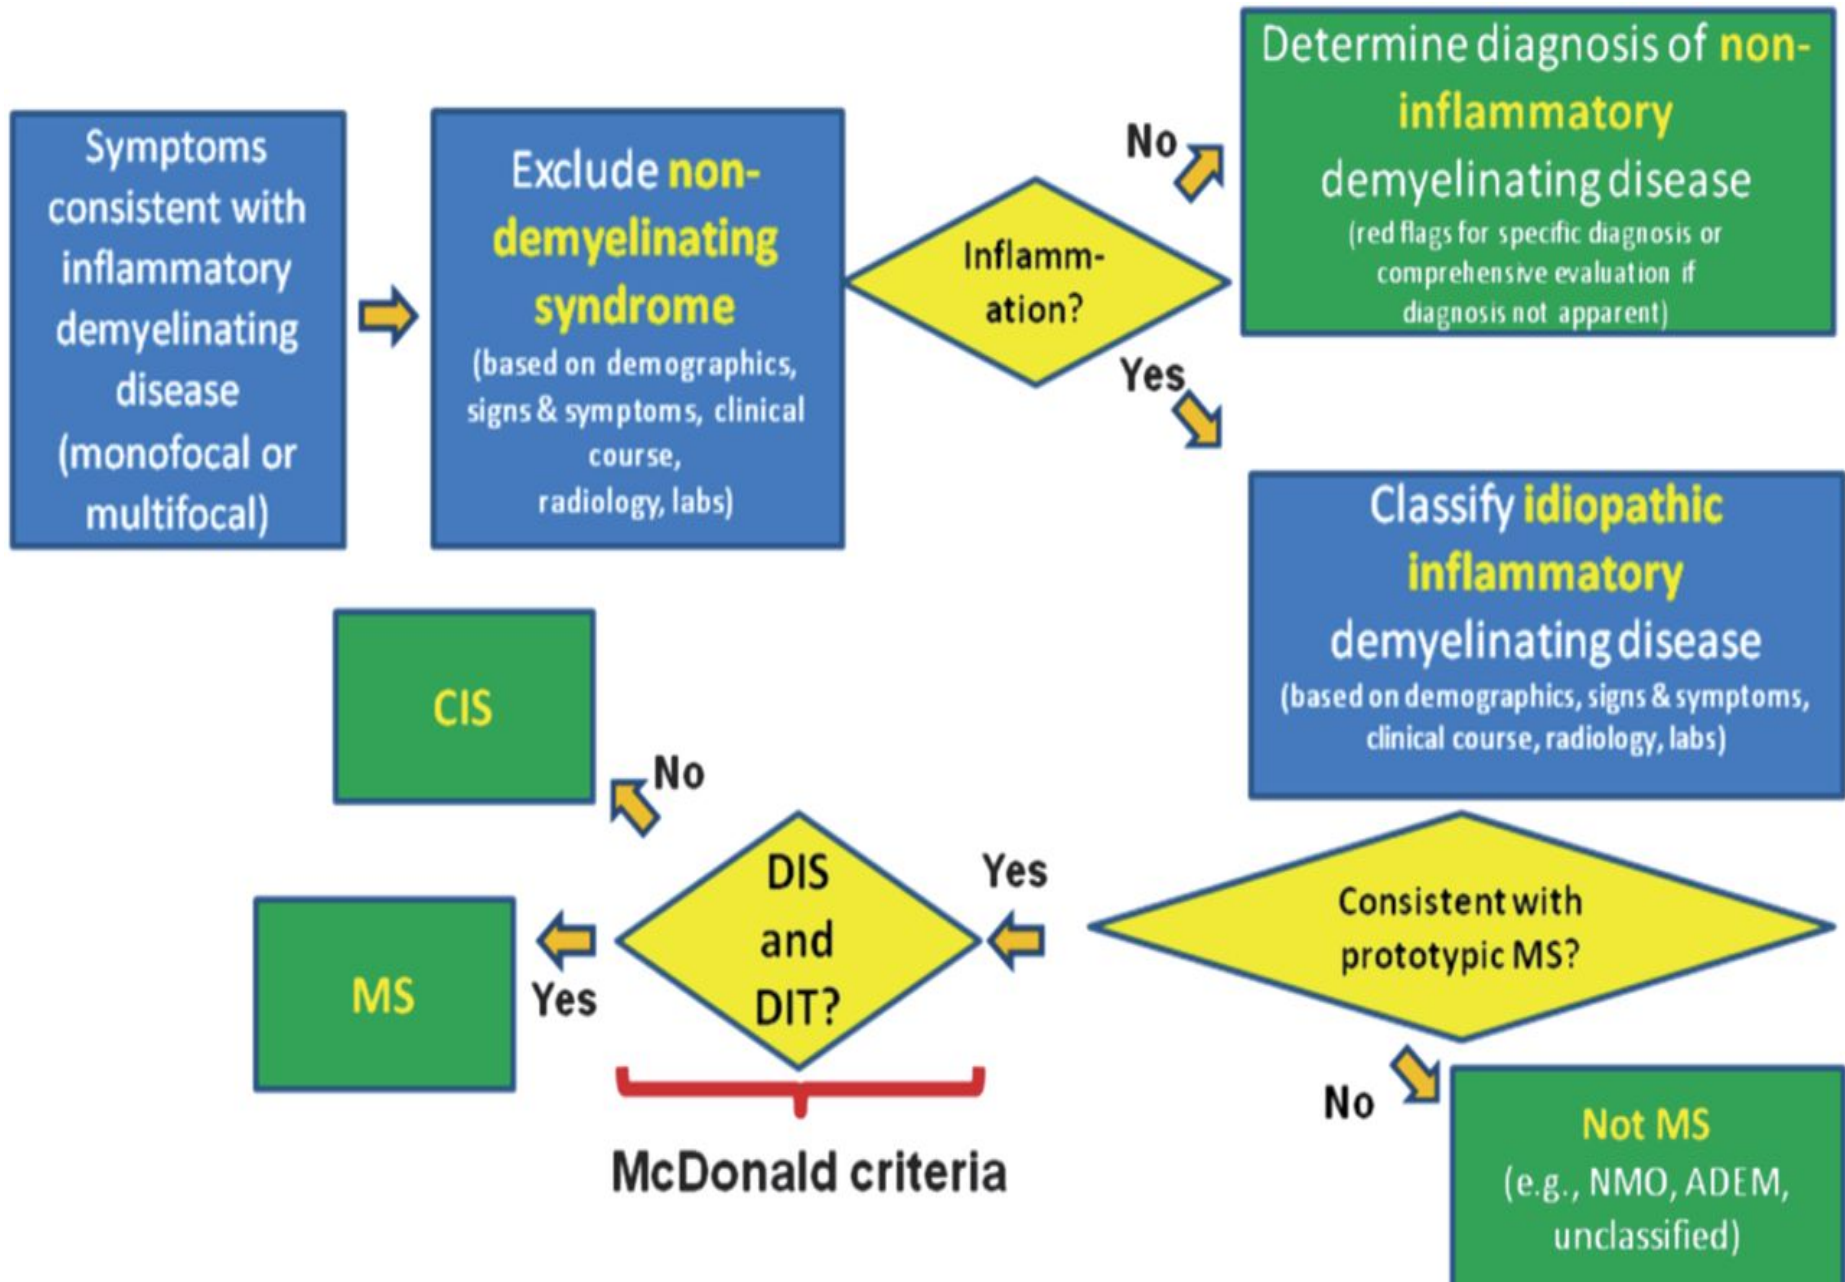 Symptoms
consistent with
inflammatory
demyelinating
disease
(monofocal or
multifocal)
Exclude non-
demyelinating
syndrome
(based on demographics,
signs & symptoms, clinical
course,
radiology, labs)
Inflamm-
ation?
No
Determine diagnosis of non-
inflammatory
demyelinating disease
(red flags for specific diagnosis or
comprehensive evaluation if
diagnosis not apparent)
Yes
Classify idiopathic
inflammatory
demyelinating disease
(based on demographics, signs & symptoms,
clinical course, radiology, labs)
Consistent with
prototypic MS?
No
Not MS
(e.g., NMO, ADEM,
unclassified)
Yes
DIS
and
DIT?
McDonald criteria
No
CIS
Yes
MS